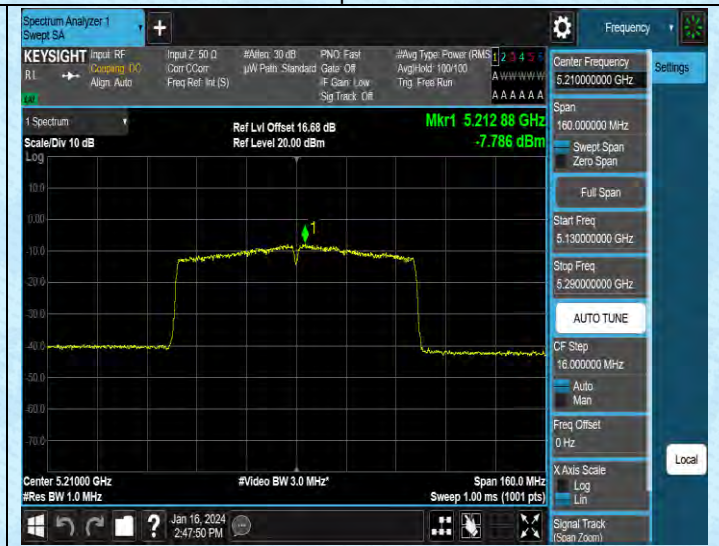 Spectrum Analyzer 1
Swept SA
Frequency
KEYSIGHT
Input: RF
Coupling: DC
Align: Auto
Input Z: 50 Ω
Corr CCorr
Freq Ref: Int (S)
#Atten: 30 dB
µW Path: Standard
PNO: Fast
Gate: Off
IF Gain: Low
Sig Track: Off
#Avg Type: Power (RMS
Avg|Hold: 100/100
Trig: Free Run
1 2 3 4 5 6
A W W W W W
A A A A A A
RL
Center Frequency
5.210000000 GHz
Settings
1 Spectrum
Scale/Div 10 dB
Ref Lvl Offset 16.68 dB
Ref Level 20.00 dBm
Mkr1 5.212 88 GHz
-7.786 dBm
Span
160.000000 MHz
Swept Span
Zero Span
Full Span
Start Freq
5.130000000 GHz
Stop Freq
5.290000000 GHz
AUTO TUNE
CF Step
16.000000 MHz
Auto
Man
Freq Offset
0 Hz
X Axis Scale
Log
Lin
Signal Track
(Span Zoom)
Local
Log
10.0
0.00
-10.0
-20.0
-30.0
-40.0
-50.0
-60.0
-70.0
1
Center 5.21000 GHz
#Res BW 1.0 MHz
#Video BW 3.0 MHz*
Span 160.0 MHz
Sweep 1.00 ms (1001 pts)
Jan 16, 2024
2:47:50 PM